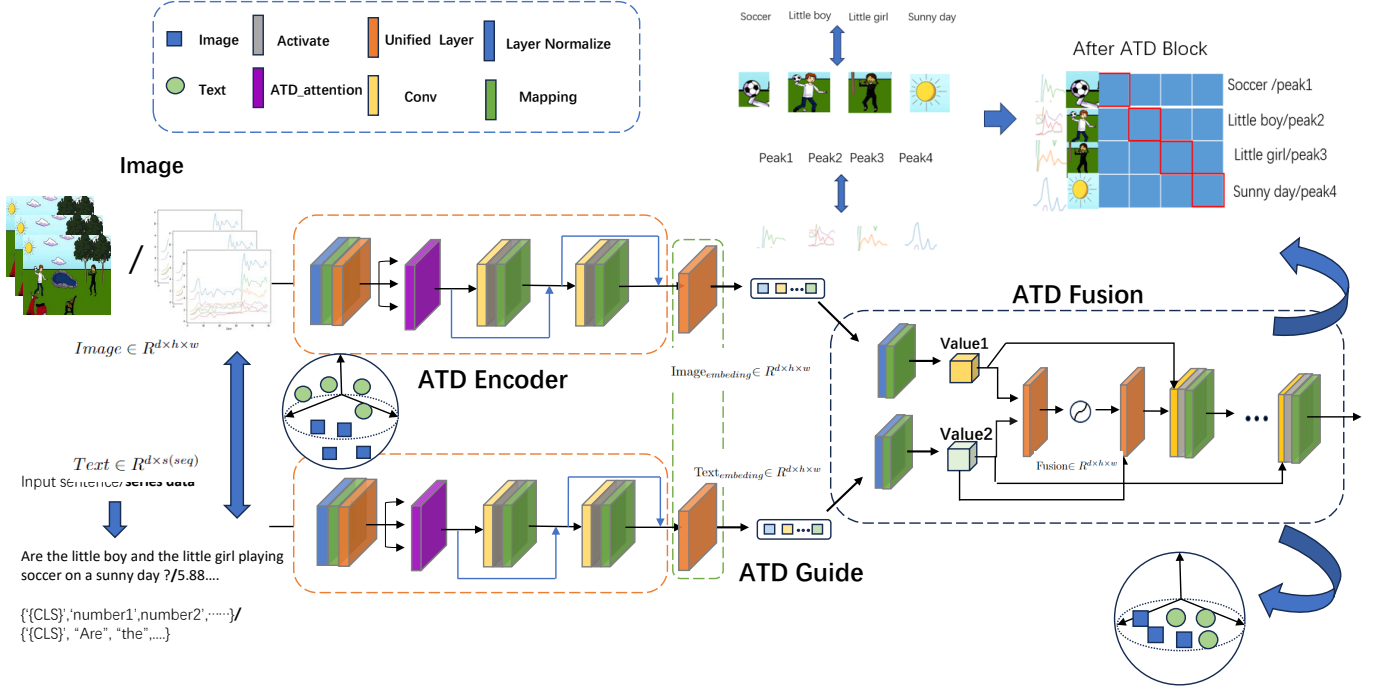 Image
Activate
Unified Layer
Layer Normalize
Text
ATD_attention
Conv
Mapping
Soccer
Little boy
Little girl
Sunny day
Peak1
Peak2
Peak3
Peak4
After ATD Block
Soccer /peak1
Little boy/peak2
Little girl/peak3
Sunny day/peak4
Image
/
Image ∈ R^{d×h×w}
ATD Encoder
Image_{embeding} ∈ R^{d×h×w}
ATD Fusion
Value1
Value2
Fusion∈ R^{d×h×w}
Text ∈ R^{d×s(seq)}
Input sentence/series data
Text_{embeding} ∈ R^{d×h×w}
ATD Guide
Are the little boy and the little girl playing
soccer on a sunny day ?/5.88....
{'{CLS}','number1',number2',······}/
{'{CLS}', “Are”, “the”,....}